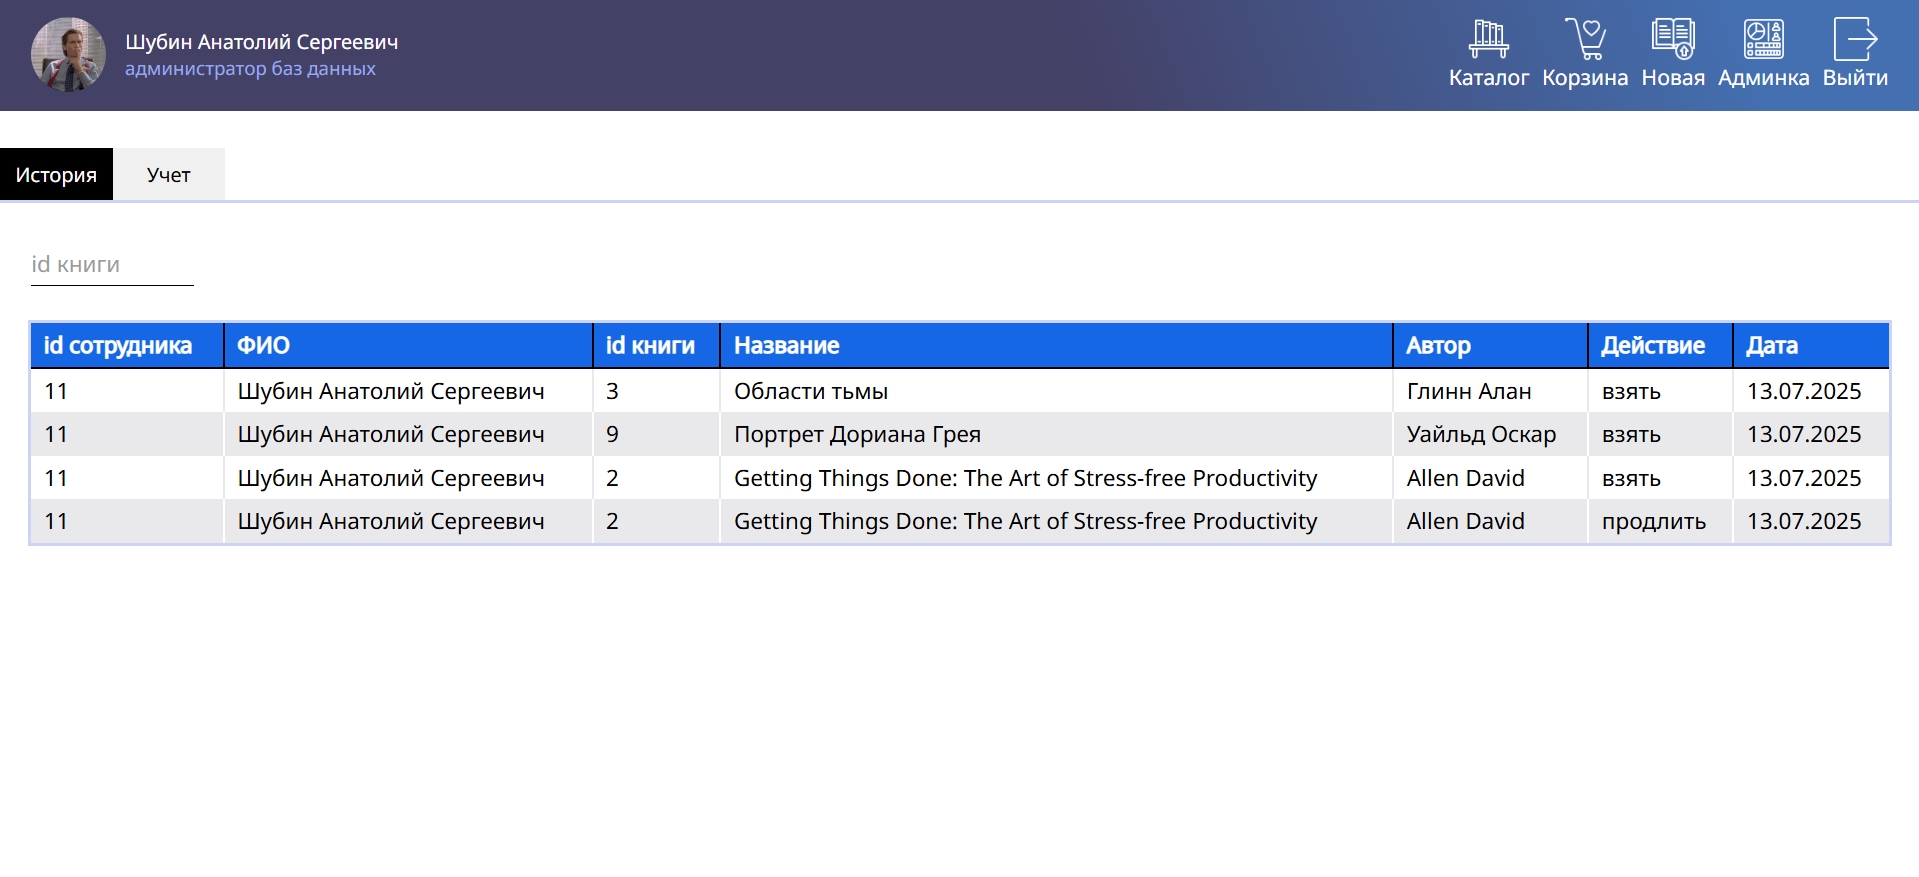 Шубин Анатолий Сергеевич
администратор баз данных
Каталог Корзина Новая Админка Выйти
История Учет
id книги
id сотрудника ФИО id книги Название Автор Действие Дата
11 Шубин Анатолий Сергеевич 3 Области тьмы Глинн Алан взять 13.07.2025
11 Шубин Анатолий Сергеевич 9 Портрет Дориана Грея Уайльд Оскар взять 13.07.2025
11 Шубин Анатолий Сергеевич 2 Getting Things Done: The Art of Stress-free Productivity Allen David взять 13.07.2025
11 Шубин Анатолий Сергеевич 2 Getting Things Done: The Art of Stress-free Productivity Allen David продлить 13.07.2025